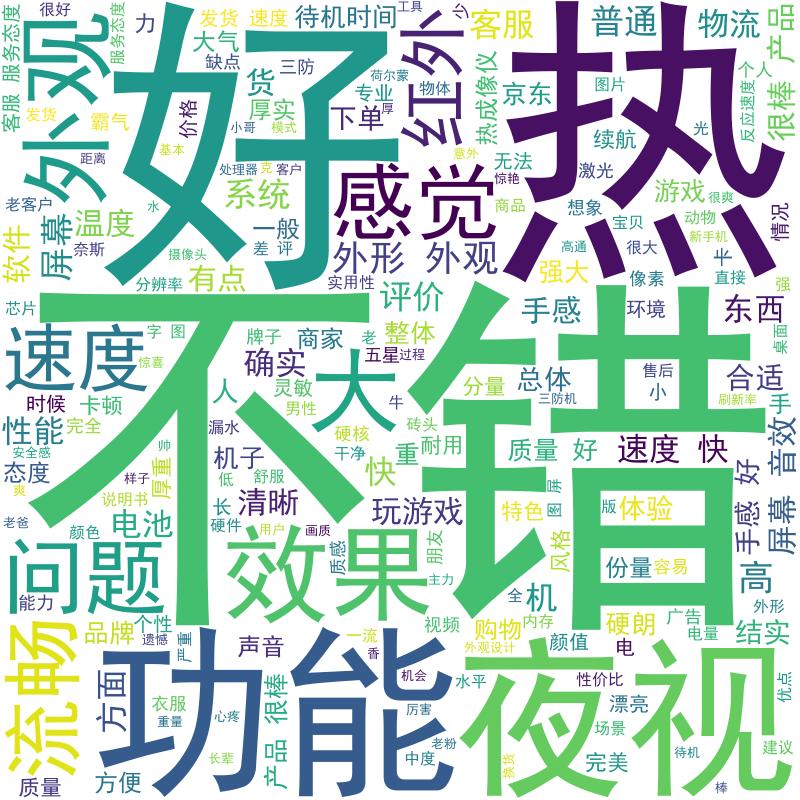 很好
发货
速度
待机时间
少
工具
客服
普通
物流
产品 很棒
客服 服务态度
服务态度
外观
好
热
力
大气
缺点
货
三防
专业
荷尔蒙
物体
红外
热成像仪
京东
图片
个人
反应速度
发货
霸气
价格
厚实
下单
厚
小哥
模式
续航
光
距离
基本
处理器
克
客户
意外
无法
激光
感觉
惊艳
游戏
很爽
老客户
水
系统
商品
想象
宝贝
动物
新手机
情况
温度
屏幕
奈斯
一般
差 评
外形 外观
软件
摄像头
实用性
高通
很大
卡
分辨率
有点
强大
像素
直接
强
芯片
评价
手感
环境
东西
桌面
不错
字
图
牌子
商家
老
整体
速度
惊喜
确实
五星
过程
大
时候
卡顿
人
灵敏
男性
牛
分量
总体
售后
小
三防机
合适
刷新率
手
性能
完全
漏水
硬核
砖头
重
耐用
质量 好
速度 快
安全感
帅
干净
态度
样子
厚重
机子
低
舒服
快
好
音效
爽
说明书
长
清晰
玩游戏
特色
图
屏
版
体验
手感
屏幕
老爸
颜色
电池
硬件
用户
画质
质感
朋友
风格
问题
效果
份量
容易
高
能力
主力
全
机
外形
流畅
品牌
个性
遗憾
严重
声音
一流
视频
购物
内存
硬朗
广告
电量
结实
外观设计
颜值
电
功能
夜视
香
机会
方面
衣服
重量
产品 很棒
心疼
厉害
水平
性价比
漂亮
优点
场景
老粉
质量
方便
长辈
中度
换货
完美
待机
建议
棒